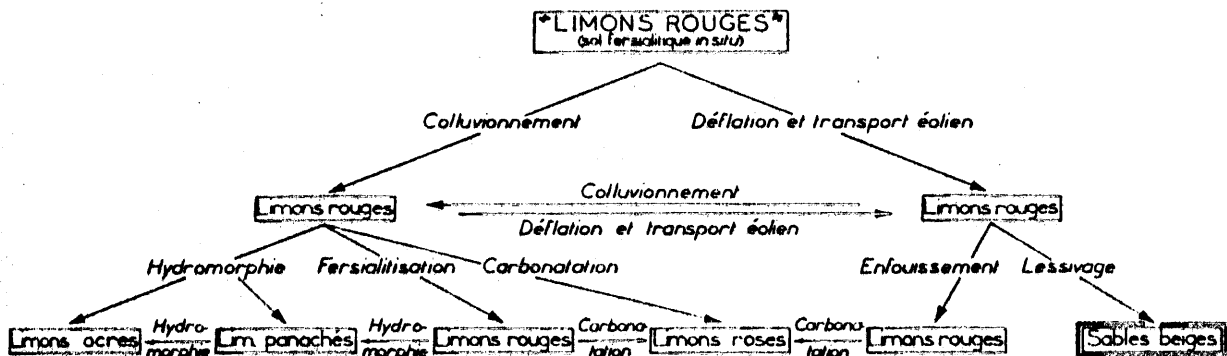 "LIMONS ROUGES"
(sol fersialitique in situ)
Colluvionnement
Déflation et transport éolien
Limons rouges
Colluvionnement
Déflation et transport éolien
Limons rouges
Hydromorphie
Fersialitisation
Carbonatation
Enfouissement
Lessivage
Limons ocres
Hydro-
morphie
Lim. panachés
Hydro-
morphie
Limons rouges
Carbona-
tation
Limons roses
Carbona-
tation
Limons rouges
Sables beiges